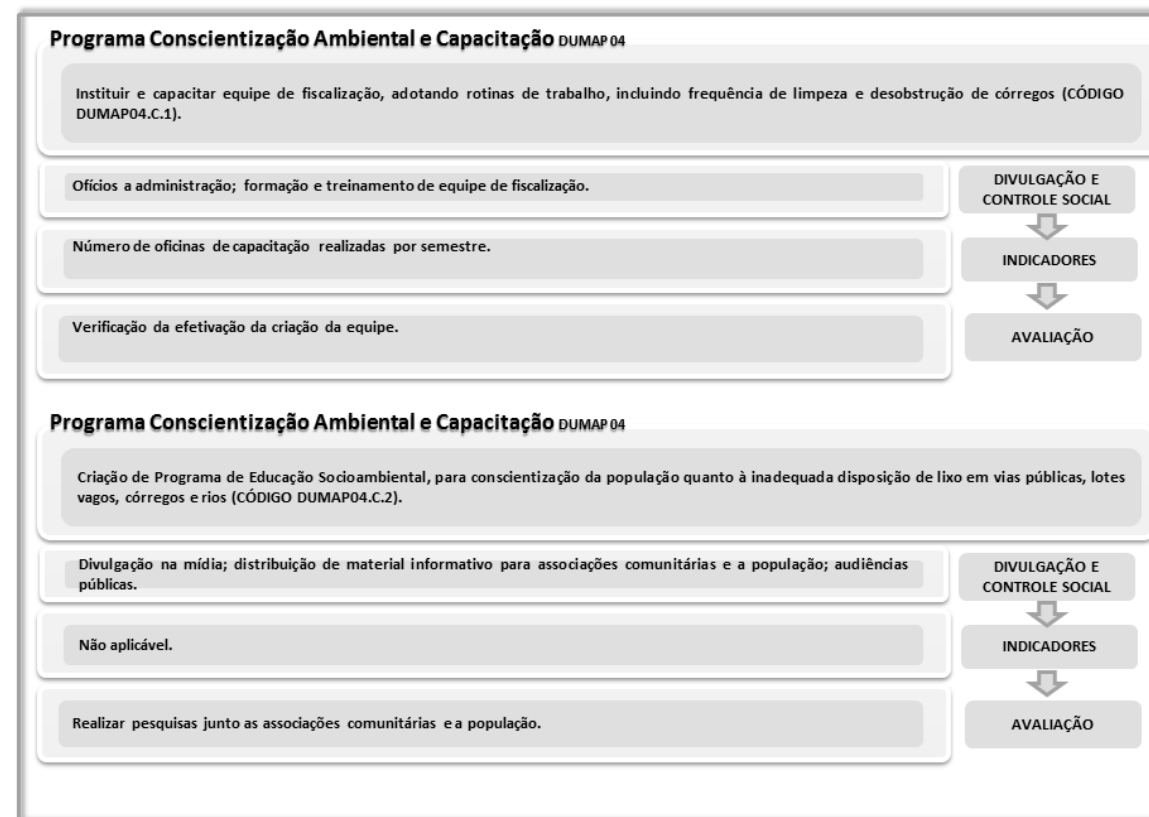 Programa Conscientização Ambiental e Capacitação DUMAP 04
Instituir e capacitar equipe de fiscalização, adotando rotinas de trabalho, incluindo frequência de limpeza e desobstrução de córregos (CÓDIGO
DUMAP04.C.1).
Ofícios a administração; formação e treinamento de equipe de fiscalização.
DIVULGAÇÃO E
CONTROLE SOCIAL
Número de oficinas de capacitação realizadas por semestre.
INDICADORES
Verificação da efetivação da criação da equipe.
AVALIAÇÃO
Programa Conscientização Ambiental e Capacitação DUMAP 04
Criação de Programa de Educação Socioambiental, para conscientização da população quanto à inadequada disposição de lixo em vias públicas, lotes
vagos, córregos e rios (CÓDIGO DUMAP04.C.2).
Divulgação na mídia; distribuição de material informativo para associações comunitárias e a população; audiências
públicas.
DIVULGAÇÃO E
CONTROLE SOCIAL
Não aplicável.
INDICADORES
Realizar pesquisas junto as associações comunitárias e a população.
AVALIAÇÃO